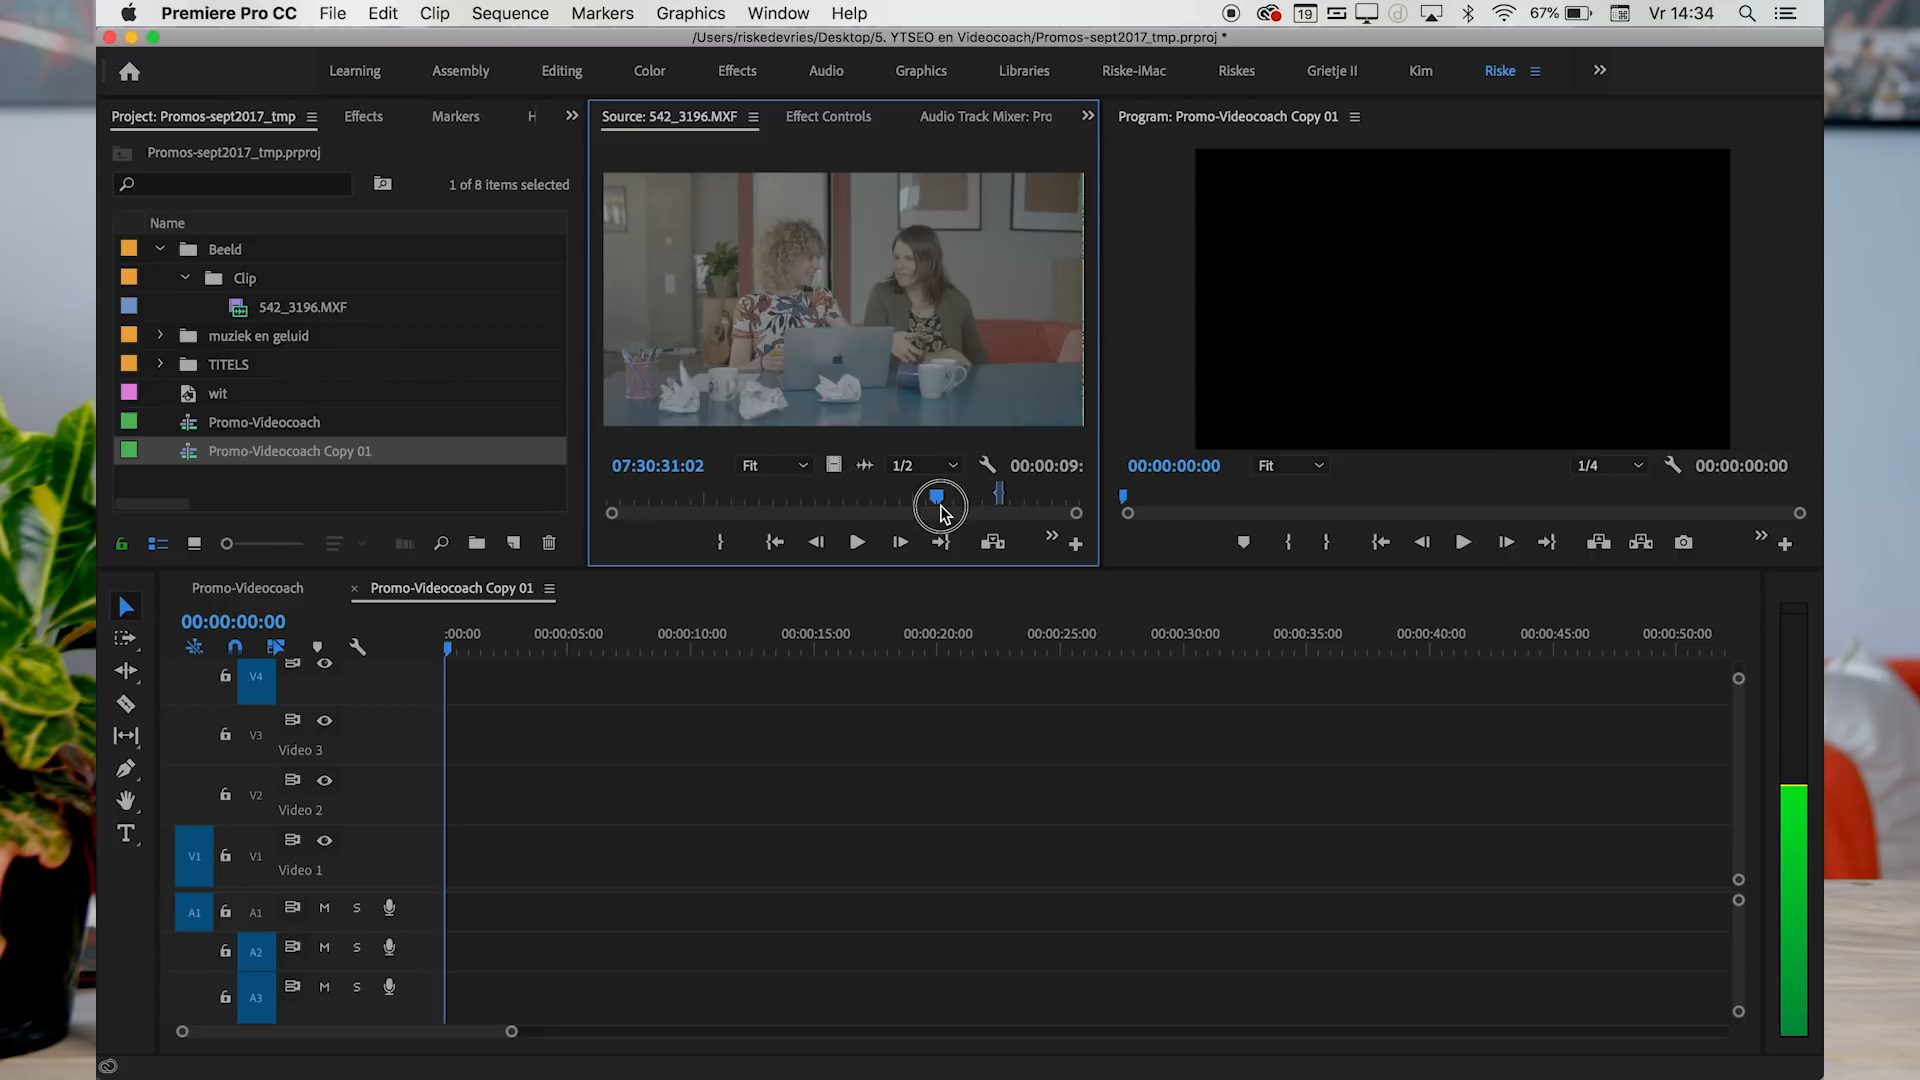 Premiere Pro CC File Edit Clip Sequence Markers Graphics Window Help 19 67% Vr 14:34
/Users/riskedevries/Desktop/5. YTSEO en Videocoach/Promos-sept2017_tmp.prproj *
Learning Assembly Editing Color Effects Audio Graphics Libraries Riske-iMac Riskes Grietje II Kim Riske
Project: Promos-sept2017_tmp Effects Markers H
Source: 542_3196.MXF Effect Controls Audio Track Mixer: Pro
Program: Promo-Videocoach Copy 01
Promos-sept2017_tmp.prproj
1 of 8 items selected
Name
Beeld
Clip
542_3196.MXF
muziek en geluid
TITELS
wit
Promo-Videocoach
Promo-Videocoach Copy 01
07:30:31:02 Fit 1/2 00:00:09:
00:00:00:00 Fit 1/4 00:00:00:00
Promo-Videocoach × Promo-Videocoach Copy 01
00:00:00:00
:00:00 00:00:05:00 00:00:10:00 00:00:15:00 00:00:20:00 00:00:25:00 00:00:30:00 00:00:35:00 00:00:40:00 00:00:45:00 00:00:50:00
V4
V3
Video 3
V2
Video 2
V1 V1
Video 1
A1 A1 M S
A2 M S
A3 M S
T